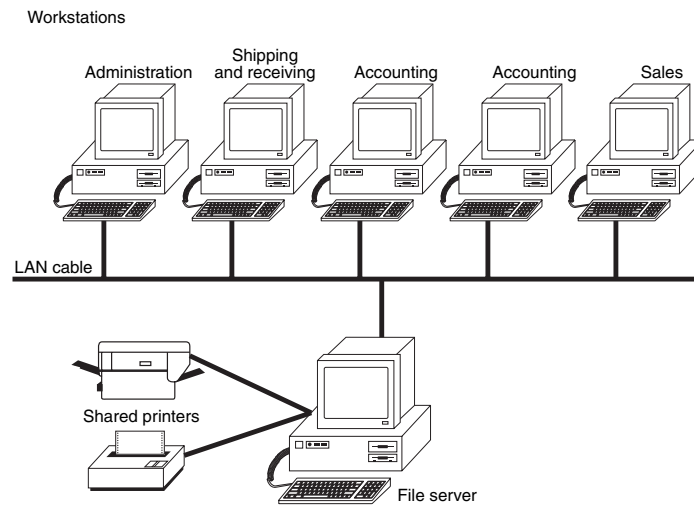 Workstations
Administration
Shipping
and receiving
Accounting
Accounting
Sales
LAN cable
Shared printers
File server